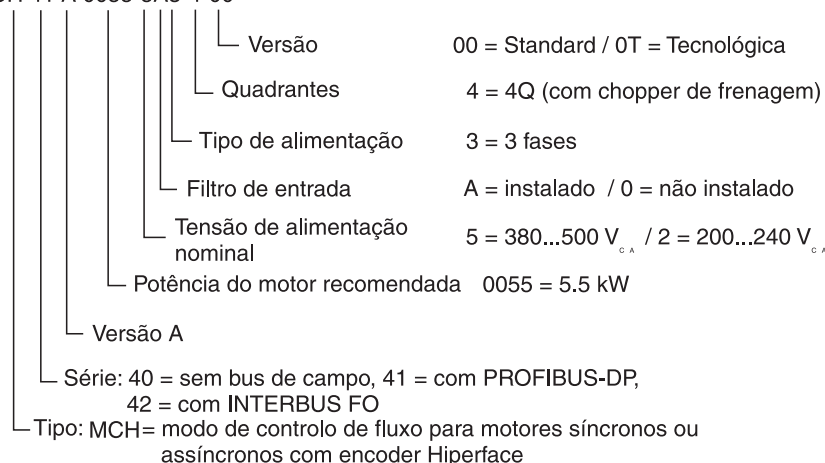 Versão 00 = Standard / 0T = Tecnológica
Quadrantes 4 = 4Q (com chopper de frenagem)
Tipo de alimentação 3 = 3 fases
Filtro de entrada A = instalado / 0 = não instalado
Tensão de alimentação
nominal 5 = 380...500 V CA / 2 = 200...240 V CA
Potência do motor recomendada 0055 = 5.5 kW
Versão A
Série: 40 = sem bus de campo, 41 = com PROFIBUS-DP,
42 = com INTERBUS FO
Tipo: MCH= modo de controlo de fluxo para motores síncronos ou
assíncronos com encoder Hiperface